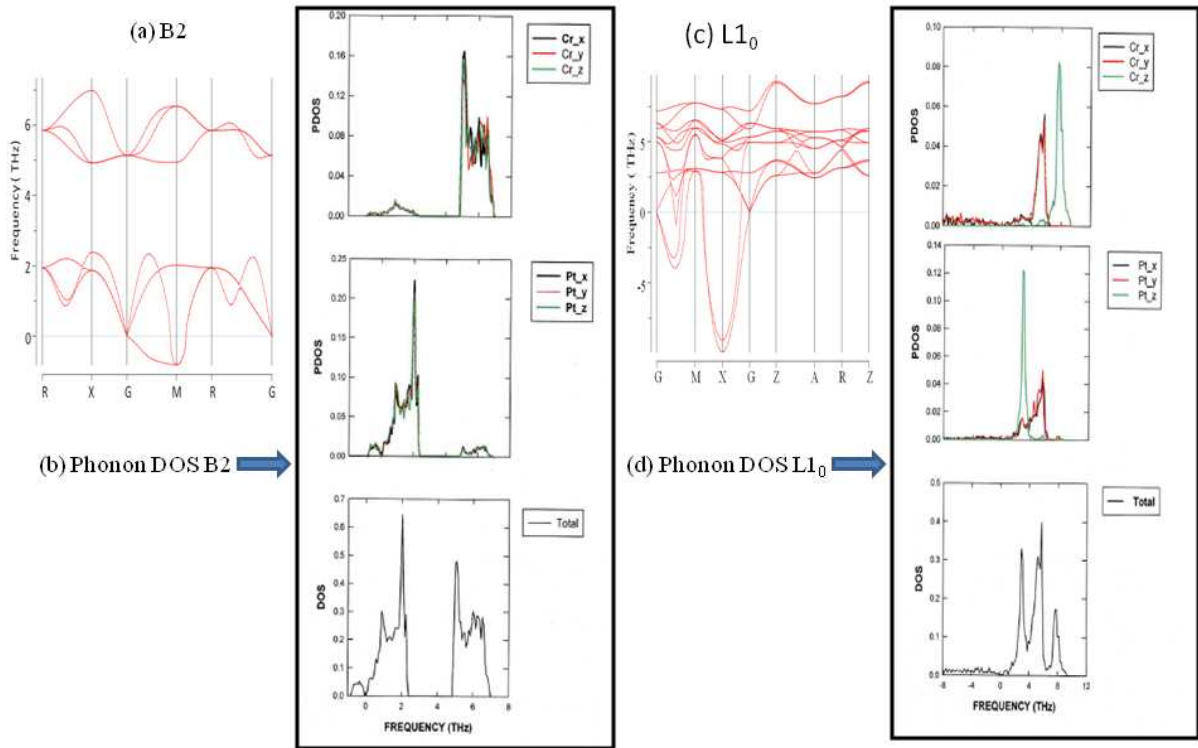 (a) B2
Frequency ( THz)
6
4
2
0
R X G M R G
(b) Phonon DOS B2
0.20
0.16
0.12
0.08
0.04
0.00
PDOS
Cr_x
Cr_y
Cr_z
0.25
0.20
0.15
0.10
0.05
0.00
PDOS
Pt_x
Pt_y
Pt_z
0.7
0.6
0.5
0.4
0.3
0.2
0.1
0.0
DOS
Total
0 2 4 6 8
FREQUENCY (THz)
(c) L1₀
Frequency ( THz)
5
0
-5
G M X G Z A R Z
(d) Phonon DOS L1₀
0.10
0.08
0.06
0.04
0.02
0.00
PDOS
Cr_x
Cr_y
Cr_z
0.14
0.12
0.10
0.08
0.06
0.04
0.02
0.00
PDOS
Pt_x
Pt_y
Pt_z
0.5
0.4
0.3
0.2
0.1
0.0
DOS
Total
-8 -4 0 4 8 12
FREQUENCY (THz)